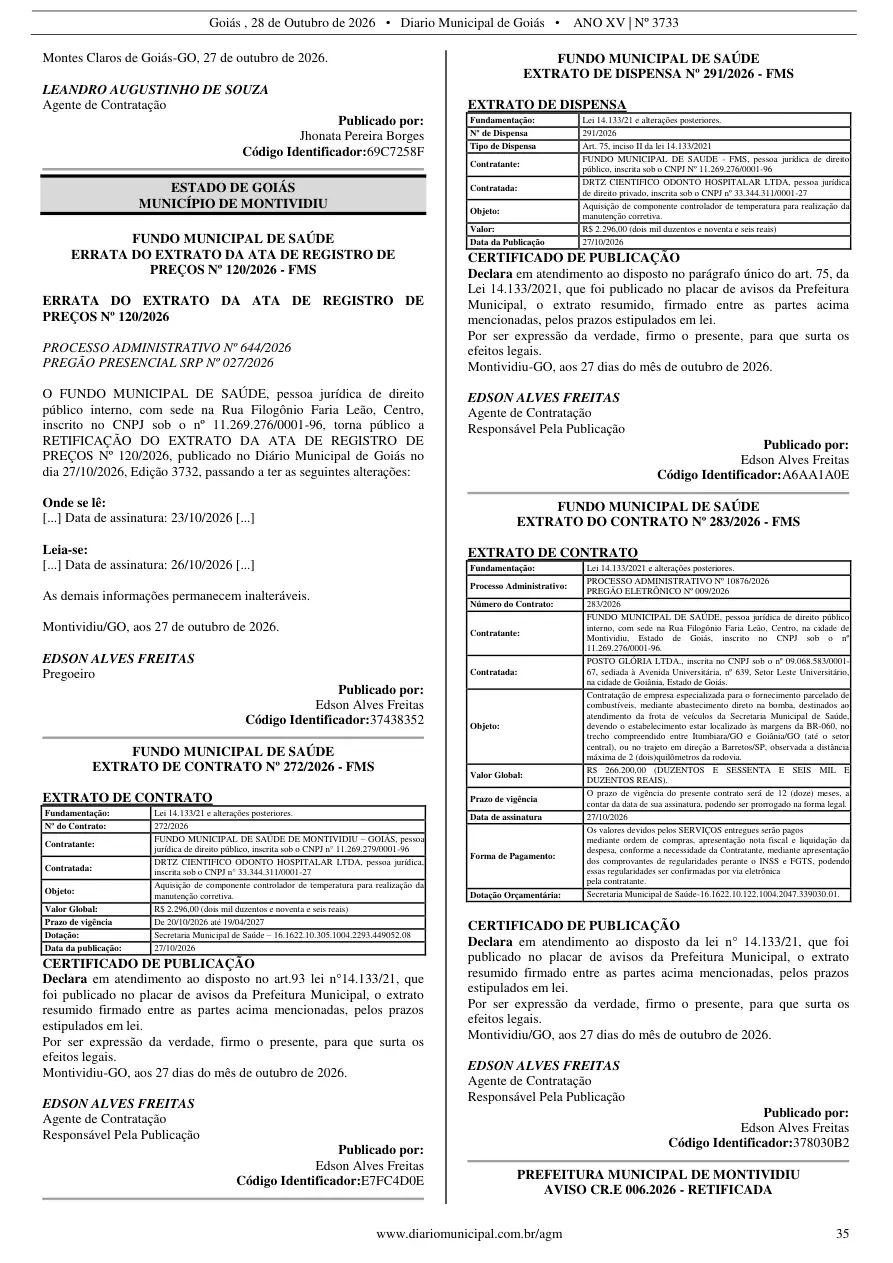 Goiás , 28 de Outubro de 2026 • Diario Municipal de Goiás • ANO XV | Nº 3733
Montes Claros de Goiás-GO, 27 de outubro de 2026.
LEANDRO AUGUSTINHO DE SOUZA
Agente de Contratação
Publicado por:
Jhonata Pereira Borges
Código Identificador:69C7258F
ESTADO DE GOIÁS
MUNICÍPIO DE MONTIVIDIU
FUNDO MUNICIPAL DE SAÚDE
ERRATA DO EXTRATO DA ATA DE REGISTRO DE
PREÇOS Nº 120/2026 - FMS
ERRATA DO EXTRATO DA ATA DE REGISTRO DE
PREÇOS Nº 120/2026
PROCESSO ADMINISTRATIVO Nº 644/2026
PREGÃO PRESENCIAL SRP Nº 027/2026
O FUNDO MUNICIPAL DE SAÚDE, pessoa jurídica de direito
público interno, com sede na Rua Filogônio Faria Leão, Centro,
inscrito no CNPJ sob o nº 11.269.276/0001-96, torna público a
RETIFICAÇÃO DO EXTRATO DA ATA DE REGISTRO DE
PREÇOS Nº 120/2026, publicado no Diário Municipal de Goiás no
dia 27/10/2026, Edição 3732, passando a ter as seguintes alterações:
Onde se lê:
[...] Data de assinatura: 23/10/2026 [...]
Leia-se:
[...] Data de assinatura: 26/10/2026 [...]
As demais informações permanecem inalteráveis.
Montividiu/GO, aos 27 de outubro de 2026.
EDSON ALVES FREITAS
Pregoeiro
Publicado por:
Edson Alves Freitas
Código Identificador:37438352
FUNDO MUNICIPAL DE SAÚDE
EXTRATO DE CONTRATO Nº 272/2026 - FMS
EXTRATO DE CONTRATO
Fundamentação: Lei 14.133/21 e alterações posteriores.
Nº do Contrato: 272/2026
Contratante: FUNDO MUNICIPAL DE SAÚDE DE MONTIVIDIU – GOIÁS, pessoa
jurídica de direito público, inscrita sob o CNPJ n° 11.269.279/0001-96
Contratada: DRTZ CIENTIFICO ODONTO HOSPITALAR LTDA, pessoa jurídica,
inscrita sob o CNPJ n° 33.344.311/0001-27
Objeto: Aquisição de componente controlador de temperatura para realização da
manutenção corretiva.
Valor Global: R$ 2.296,00 (dois mil duzentos e noventa e seis reais)
Prazo de vigência De 20/10/2026 até 19/04/2027
Dotação: Secretaria Municipal de Saúde – 16.1622.10.305.1004.2293.449052.08
Data da publicação: 27/10/2026
CERTIFICADO DE PUBLICAÇÃO
Declara em atendimento ao disposto no art.93 lei n°14.133/21, que
foi publicado no placar de avisos da Prefeitura Municipal, o extrato
resumido firmado entre as partes acima mencionadas, pelos prazos
estipulados em lei.
Por ser expressão da verdade, firmo o presente, para que surta os
efeitos legais.
Montividiu-GO, aos 27 dias do mês de outubro de 2026.
EDSON ALVES FREITAS
Agente de Contratação
Responsável Pela Publicação
Publicado por:
Edson Alves Freitas
Código Identificador:E7FC4D0E
FUNDO MUNICIPAL DE SAÚDE
EXTRATO DE DISPENSA Nº 291/2026 - FMS
EXTRATO DE DISPENSA
Fundamentação: Lei 14.133/21 e alterações posteriores.
Nº de Dispensa 291/2026
Tipo de Dispensa Art. 75, inciso II da lei 14.133/2021
Contratante: FUNDO MUNICIPAL DE SAÚDE - FMS, pessoa jurídica de direito
público, inscrita sob o CNPJ Nº 11.269.276/0001-96
Contratada: DRTZ CIENTIFICO ODONTO HOSPITALAR LTDA, pessoa jurídica
de direito privado, inscrita sob o CNPJ nº 33.344.311/0001-27
Objeto: Aquisição de componente controlador de temperatura para realização da
manutenção corretiva.
Valor: R$ 2.296,00 (dois mil duzentos e noventa e seis reais)
Data da Publicação 27/10/2026
CERTIFICADO DE PUBLICAÇÃO
Declara em atendimento ao disposto no parágrafo único do art. 75, da
Lei 14.133/2021, que foi publicado no placar de avisos da Prefeitura
Municipal, o extrato resumido, firmado entre as partes acima
mencionadas, pelos prazos estipulados em lei.
Por ser expressão da verdade, firmo o presente, para que surta os
efeitos legais.
Montividiu-GO, aos 27 dias do mês de outubro de 2026.
EDSON ALVES FREITAS
Agente de Contratação
Responsável Pela Publicação
Publicado por:
Edson Alves Freitas
Código Identificador:A6AA1A0E
FUNDO MUNICIPAL DE SAÚDE
EXTRATO DO CONTRATO Nº 283/2026 - FMS
EXTRATO DE CONTRATO
Fundamentação: Lei 14.133/2021 e alterações posteriores.
Processo Administrativo: PROCESSO ADMINISTRATIVO Nº 10876/2026
PREGÃO ELETRÔNICO Nº 009/2026
Número do Contrato: 283/2026
Contratante: FUNDO MUNICIPAL DE SAÚDE, pessoa jurídica de direito público
interno, com sede na Rua Filogônio Faria Leão, Centro, na cidade de
Montividiu, Estado de Goiás, inscrito no CNPJ sob o nº
11.269.276/0001-96.
Contratada: POSTO GLÓRIA LTDA., inscrita no CNPJ sob o nº 09.068.583/0001-
67, sediada à Avenida Universitária, nº 639, Setor Leste Universitário,
na cidade de Goiânia, Estado de Goiás.
Objeto: Contratação de empresa especializada para o fornecimento parcelado de
combustíveis, mediante abastecimento direto na bomba, destinados ao
atendimento da frota de veículos da Secretaria Municipal de Saúde,
devendo o estabelecimento estar localizado às margens da BR-060, no
trecho compreendido entre Itumbiara/GO e Goiânia/GO (até o setor
central), ou no trajeto em direção a Barretos/SP, observada a distância
máxima de 2 (dois)quilômetros da rodovia.
Valor Global: R$ 266.200,00 (DUZENTOS E SESSENTA E SEIS MIL E
DUZENTOS REAIS).
Prazo de vigência O prazo de vigência do presente contrato será de 12 (doze) meses, a
contar da data de sua assinatura, podendo ser prorrogado na forma legal.
Data de assinatura 27/10/2026
Forma de Pagamento: Os valores devidos pelos SERVIÇOS entregues serão pagos
mediante ordem de compras, apresentação nota fiscal e liquidação da
despesa, conforme a necessidade da Contratante, mediante apresentação
dos comprovantes de regularidades perante o INSS e FGTS, podendo
essas regularidades ser confirmadas por via eletrônica
pela contratante.
Dotação Orçamentária: Secretaria Municipal de Saúde-16.1622.10.122.1004.2047.339030.01.
CERTIFICADO DE PUBLICAÇÃO
Declara em atendimento ao disposto da lei n° 14.133/21, que foi
publicado no placar de avisos da Prefeitura Municipal, o extrato
resumido firmado entre as partes acima mencionadas, pelos prazos
estipulados em lei.
Por ser expressão da verdade, firmo o presente, para que surta os
efeitos legais.
Montividiu/GO, aos 27 dias do mês de outubro de 2026.
EDSON ALVES FREITAS
Agente de Contratação
Responsável Pela Publicação
Publicado por:
Edson Alves Freitas
Código Identificador:378030B2
PREFEITURA MUNICIPAL DE MONTIVIDIU
AVISO CR.E 006.2026 - RETIFICADA
www.diariomunicipal.com.br/agm 35